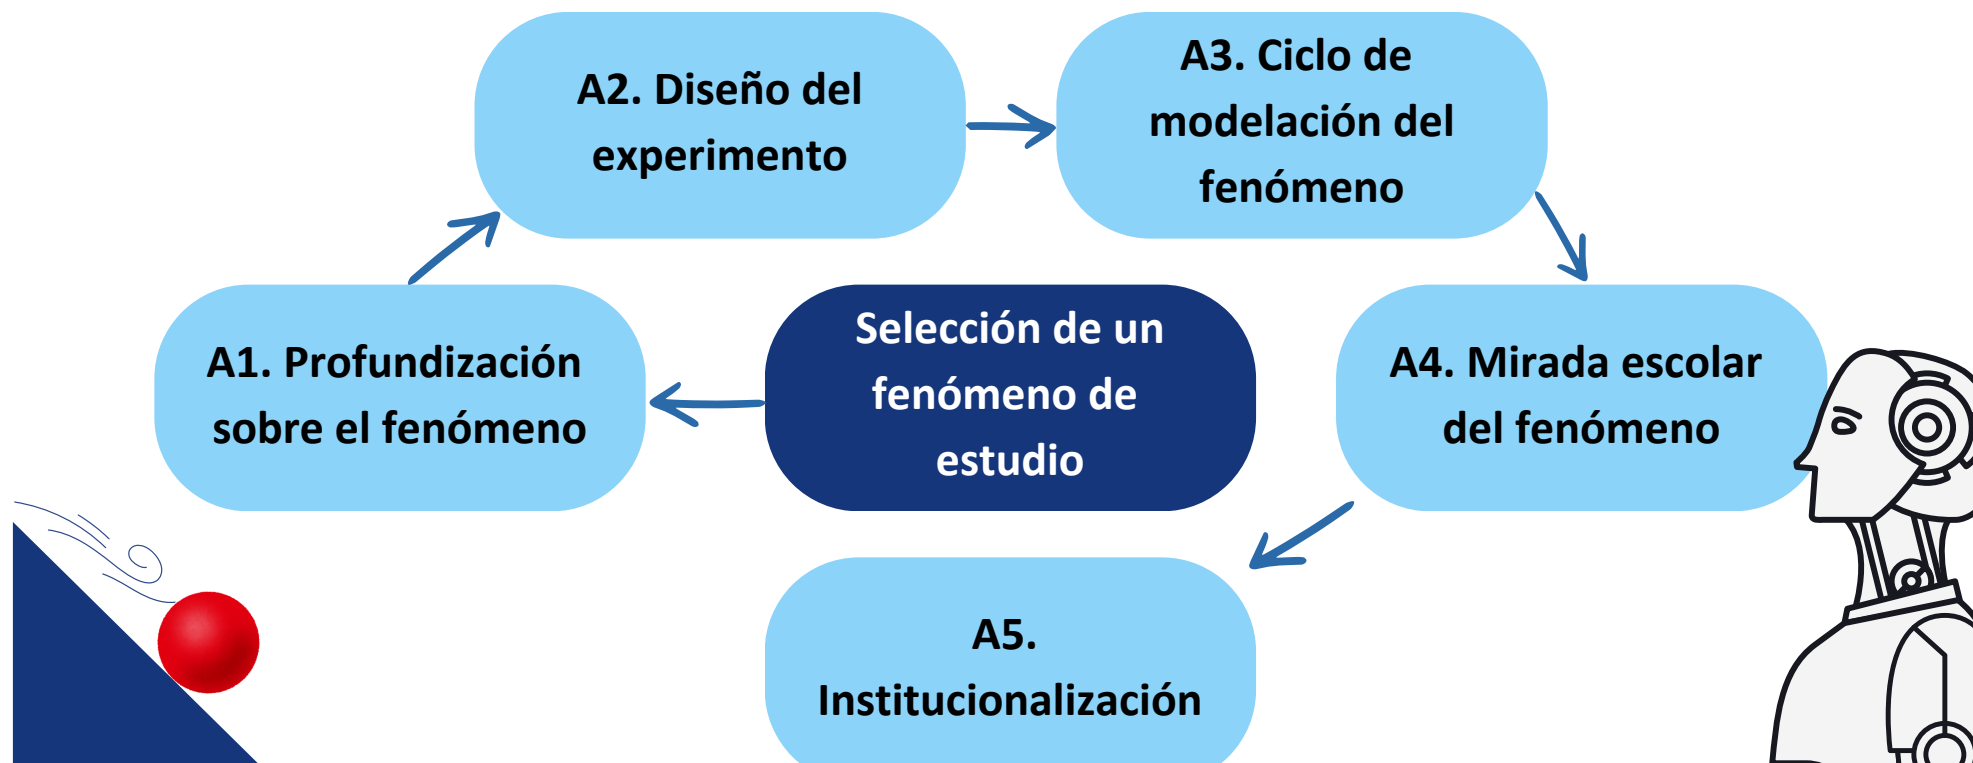 A2. Diseño del
experimento
A3. Ciclo de
modelación del
fenómeno
A1. Profundización
sobre el fenómeno
Selección de un
fenómeno de
estudio
A4. Mirada escolar
del fenómeno
A5.
Institucionalización